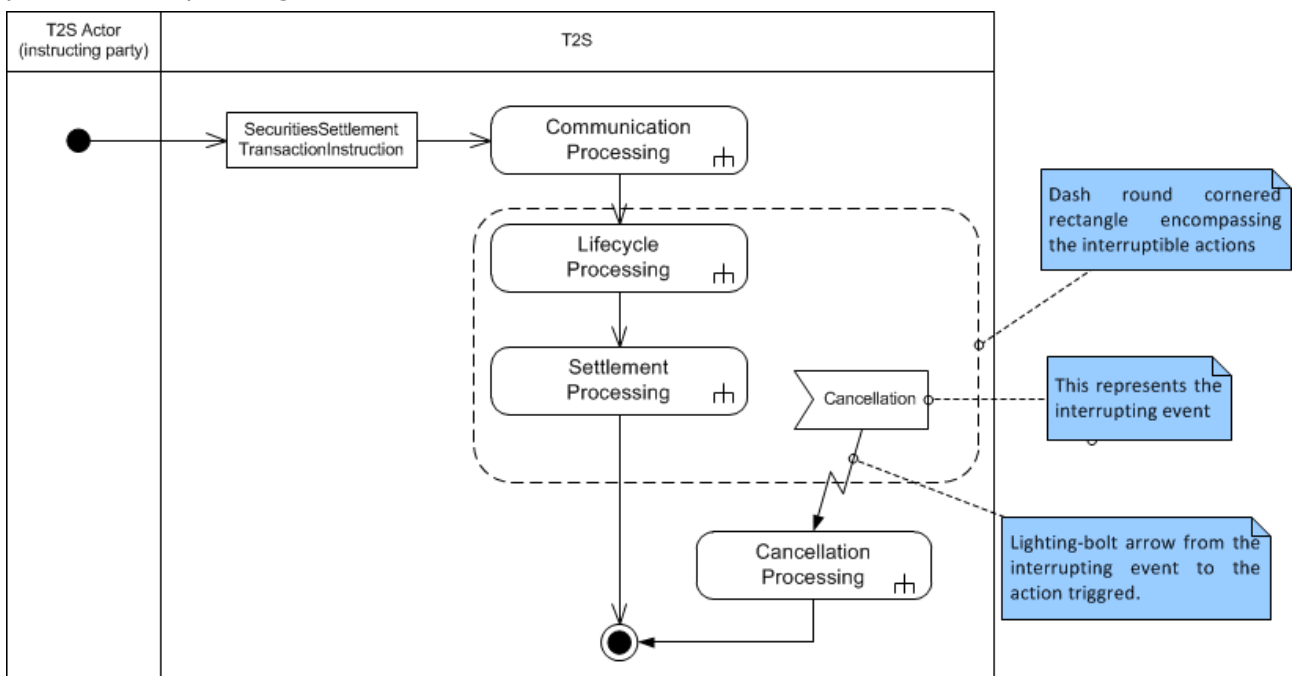 T2S Actor
(instructing party)
T2S
SecuritiesSettlement
TransactionInstruction
Communication
Processing
Dash round cornered
rectangle encompassing
the interruptible actions
Lifecycle
Processing
Settlement
Processing
Cancellation
This represents the
interrupting event
Cancellation
Processing
Lighting-bolt arrow from the
interrupting event to the
action triggred.